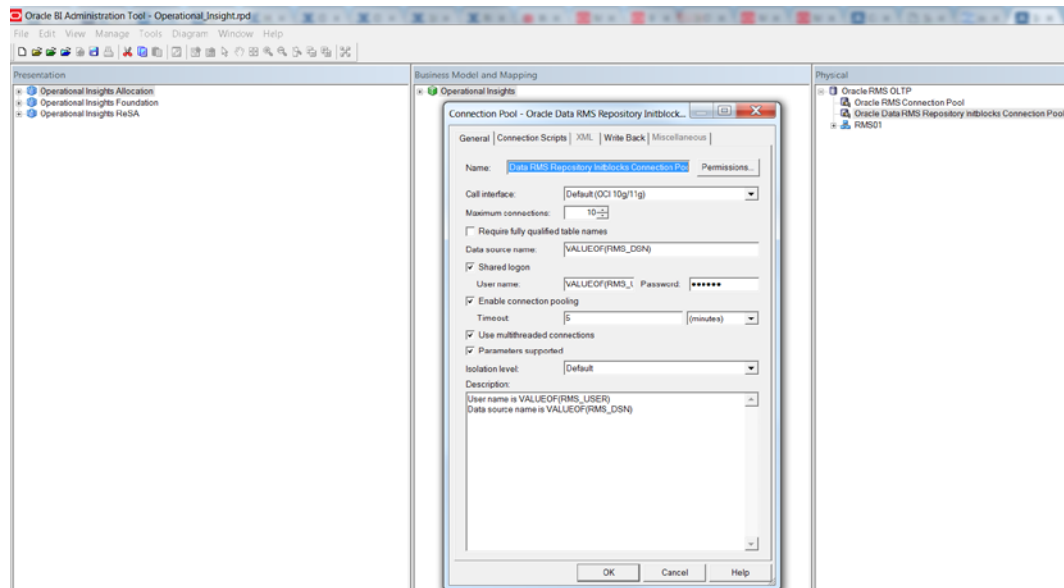 Oracle BI Administration Tool - Operational_Insight.rpd
File Edit View Manage Tools Diagram Window Help
Presentation
Operational Insights Allocation
Operational Insights Foundation
Operational Insights ReSA
Business Model and Mapping
Operational Insights
Physical
Oracle RMS OLTP
Oracle RMS Connection Pool
Oracle Data RMS Repository Initblocks Connection Pool
RMS01
Connection Pool - Oracle Data RMS Repository Initblock...
General Connection Scripts XML Write Back Miscellaneous
Name: Data RMS Repository Initblocks Connection Poo Permissions...
Call interface: Default (OCI 10g/11g)
Maximum connections: 10
Require fully qualified table names
Data source name: VALUEOF(RMS_DSN)
Shared logon
User name: VALUEOF(RMS_U Password: ••••••
Enable connection pooling
Timeout: 5 (minutes)
Use multithreaded connections
Parameters supported
Isolation level: Default
Description:
User name is VALUEOF(RMS_USER)
Data source name is VALUEOF(RMS_DSN)
OK Cancel Help